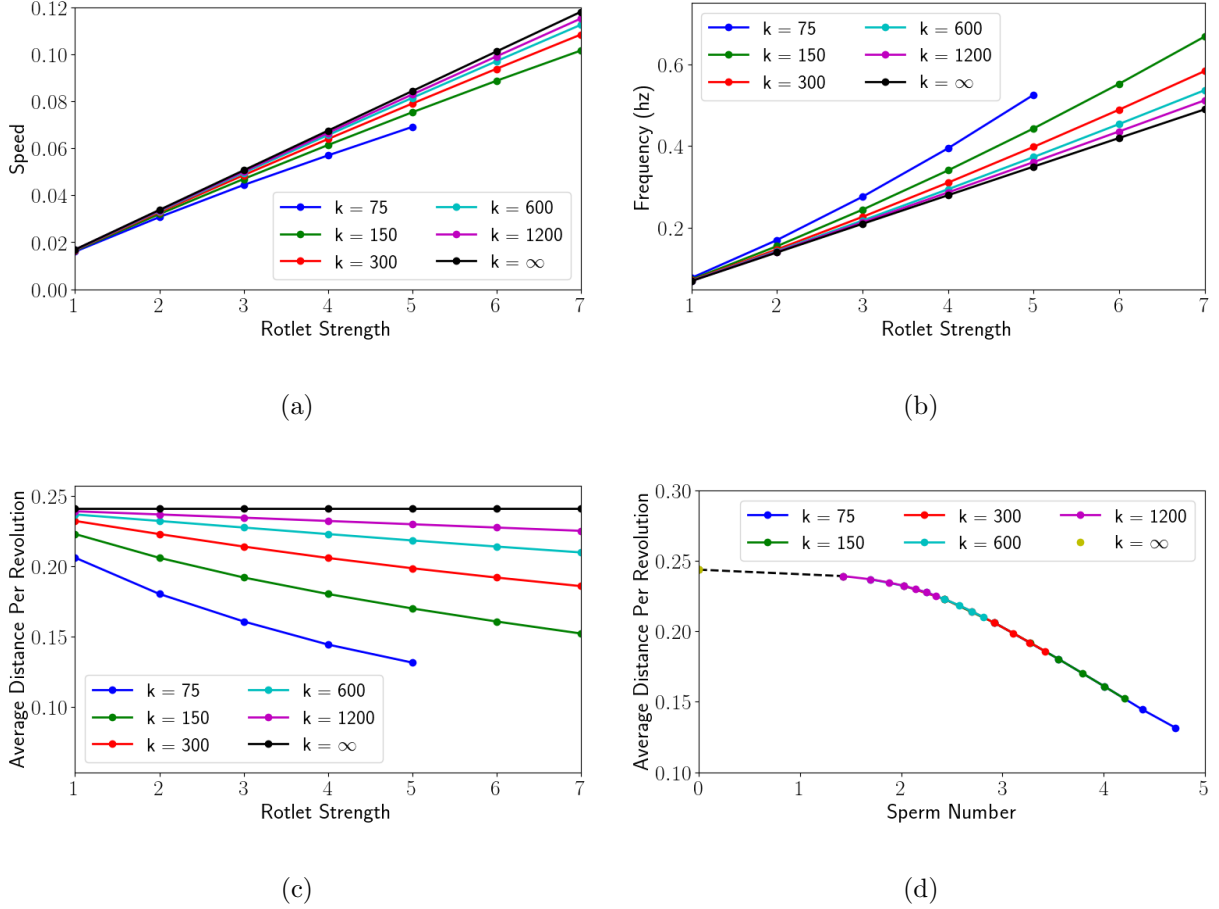 0.12
0.10
0.08
0.06
0.04
0.02
0.00
Speed
k = 75
k = 150
k = 300
k = 600
k = 1200
k = ∞
1 2 3 4 5 6 7
Rotlet Strength
(a)
0.6
0.4
0.2
Frequency (hz)
k = 75
k = 150
k = 300
k = 600
k = 1200
k = ∞
1 2 3 4 5 6 7
Rotlet Strength
(b)
0.25
0.20
0.15
0.10
Average Distance Per Revolution
k = 75
k = 150
k = 300
k = 600
k = 1200
k = ∞
1 2 3 4 5 6 7
Rotlet Strength
(c)
0.30
0.25
0.20
0.15
0.10
Average Distance Per Revolution
k = 75
k = 150
k = 300
k = 600
k = 1200
k = ∞
0 1 2 3 4 5
Sperm Number
(d)